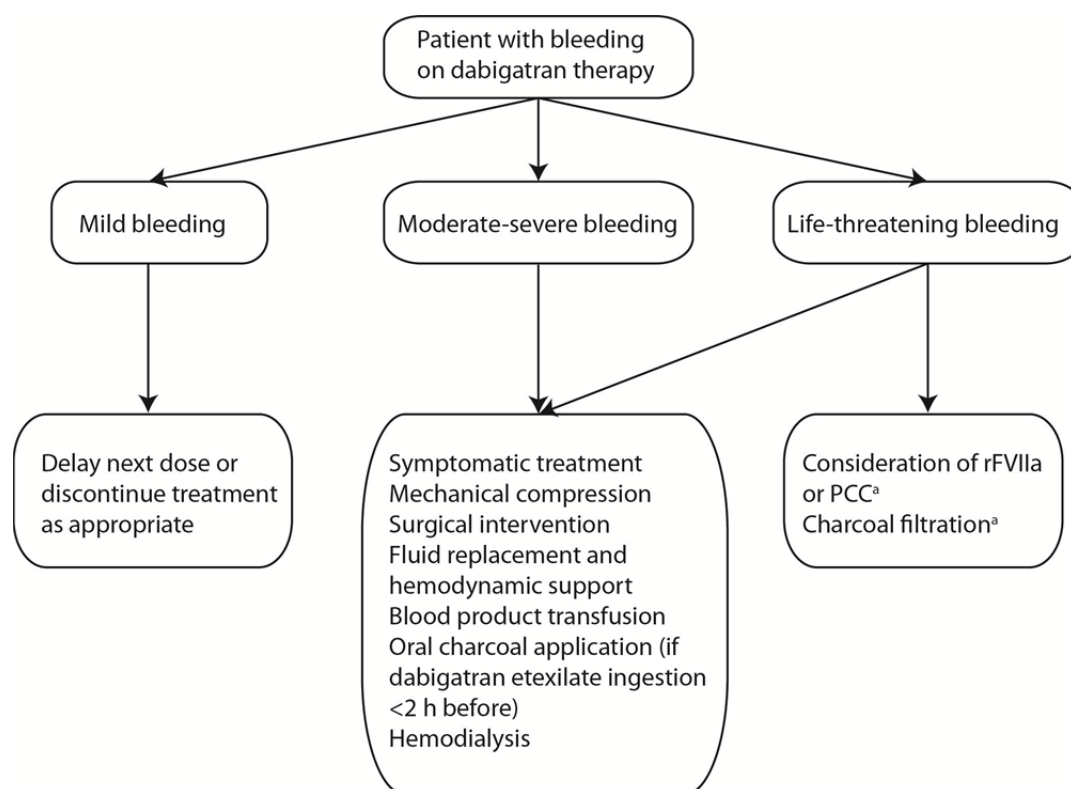 Patient with bleeding
on dabigatran therapy
Mild bleeding
Moderate-severe bleeding
Life-threatening bleeding
Delay next dose or
discontinue treatment
as appropriate
Symptomatic treatment
Mechanical compression
Surgical intervention
Fluid replacement and
hemodynamic support
Blood product transfusion
Oral charcoal application (if
dabigatran etexilate ingestion
<2 h before)
Hemodialysis
Consideration of rFVIIa
or PCCᵃ
Charcoal filtrationᵃ